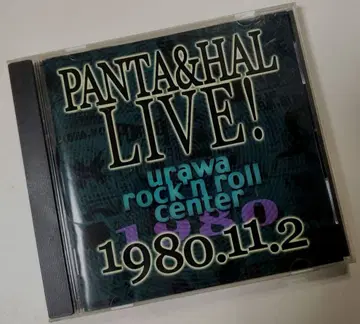 PANTA&HAL
LIVE!
urawa
rock'n roll
center
1980
1980.11.2